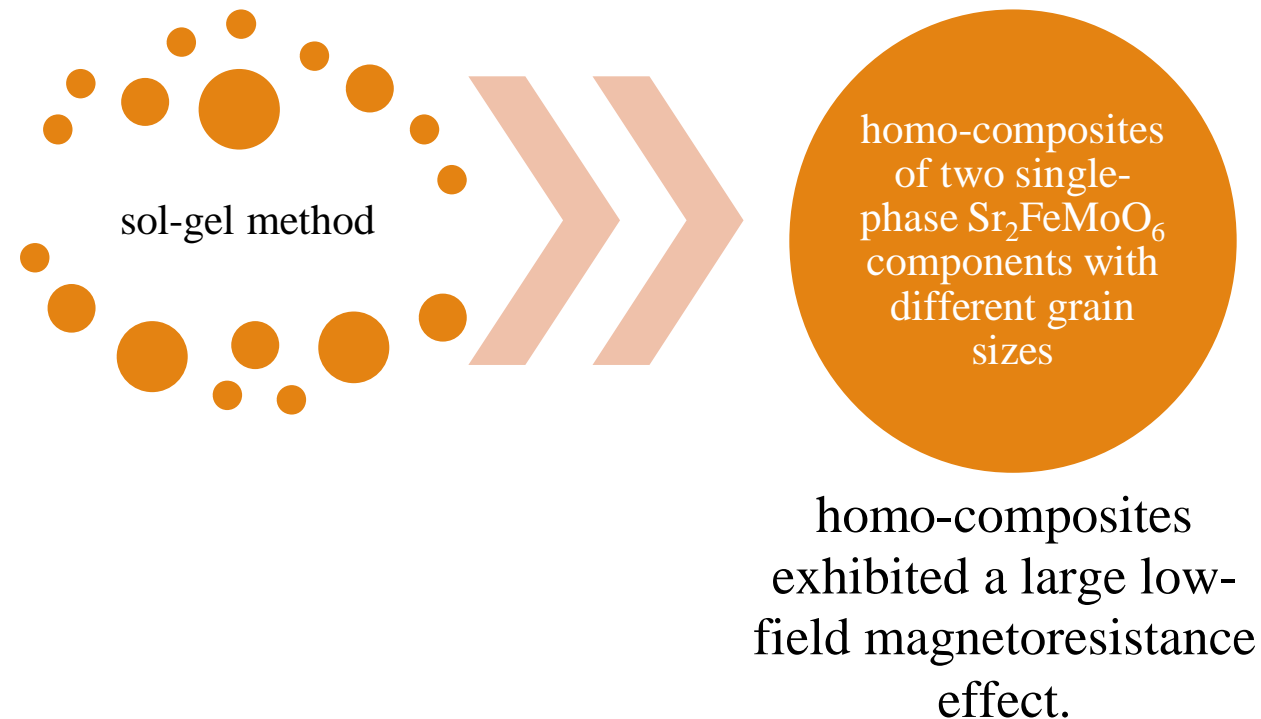 sol-gel method
homo-composites
of two single-
phase Sr₂FeMoO₆
components with
different grain
sizes
homo-composites
exhibited a large low-
field magnetoresistance
effect.